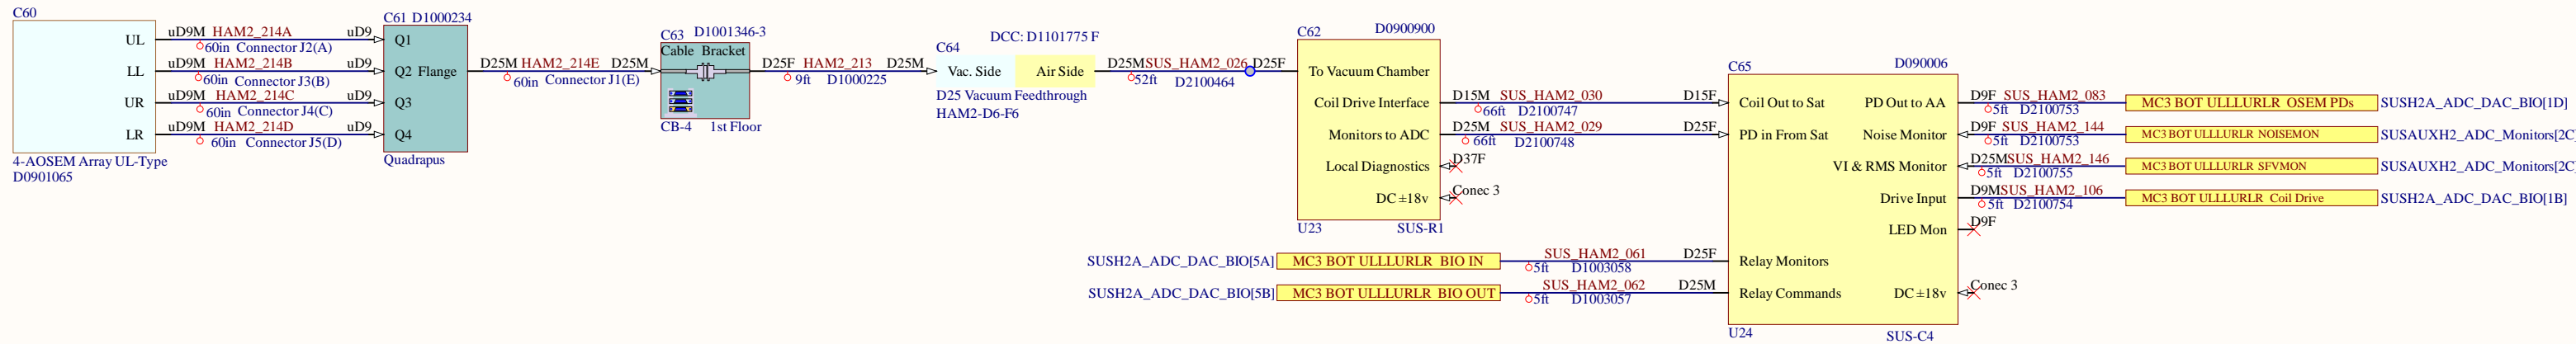 C60
UL
LL
UR
LR
4-AOSEM Array UL-Type
D0901065
uD9M HAM2_214A uD9
60in Connector J2(A)
uD9M HAM2_214B uD9
60in Connector J3(B)
uD9M HAM2_214C uD9
60in Connector J4(C)
uD9M HAM2_214D uD9
60in Connector J5(D)
C61 D1000234
Q1
Q2 Flange
Q3
Q4
Quadrapus
D25M HAM2_214E D25M
60in Connector J1(E)
C63 D1001346-3
Cable Bracket
CB-4 1st Floor
D25F HAM2_213 D25M
9ft D1000225
DCC: D1101775 F
C64
Vac. Side Air Side
D25 Vacuum Feedthrough
HAM2-D6-F6
D25M SUS_HAM2_026 D25F
52ft D2100464
C62 D0900900
To Vacuum Chamber
Coil Drive Interface
Monitors to ADC
Local Diagnostics
DC ±18v
U23 SUS-R1
D15M SUS_HAM2_030 D15F
66ft D2100747
D25M SUS_HAM2_029 D25F
66ft D2100748
D37F
Conec 3
SUSH2A_ADC_DAC_BIO[5A] MC3 BOT ULLLURLR BIO IN SUS_HAM2_061 D25F
5ft D1003058
SUSH2A_ADC_DAC_BIO[5B] MC3 BOT ULLLURLR BIO OUT SUS_HAM2_062 D25M
5ft D1003057
C65 D090006
Coil Out to Sat PD Out to AA
PD in From Sat Noise Monitor
VI & RMS Monitor
Drive Input
LED Mon
Relay Monitors
Relay Commands DC ±18v
U24 SUS-C4
D9F SUS_HAM2_083 MC3 BOT ULLLURLR OSEM PDs SUSH2A_ADC_DAC_BIO[1D]
5ft D2100753
D9F SUS_HAM2_144 MC3 BOT ULLLURLR NOISEMON SUSAUXH2_ADC_Monitors[2C
5ft D2100753
D25M SUS_HAM2_146 MC3 BOT ULLLURLR SFVMON SUSAUXH2_ADC_Monitors[2C
5ft D2100755
D9M SUS_HAM2_106 MC3 BOT ULLLURLR Coil Drive SUSH2A_ADC_DAC_BIO[1B]
5ft D2100754
D9F
Conec 3